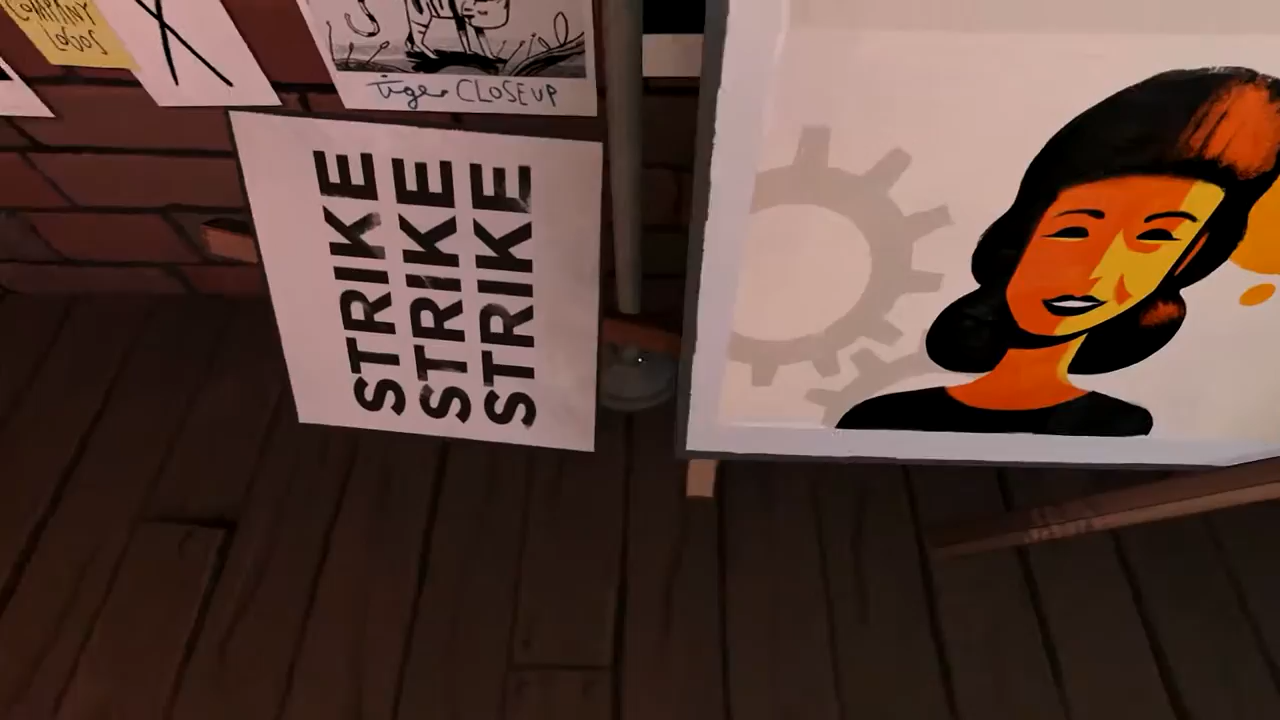 COMPANY
LOGOS
X
tiger CLOSEUP
STRIKE
STRIKE
STRIKE